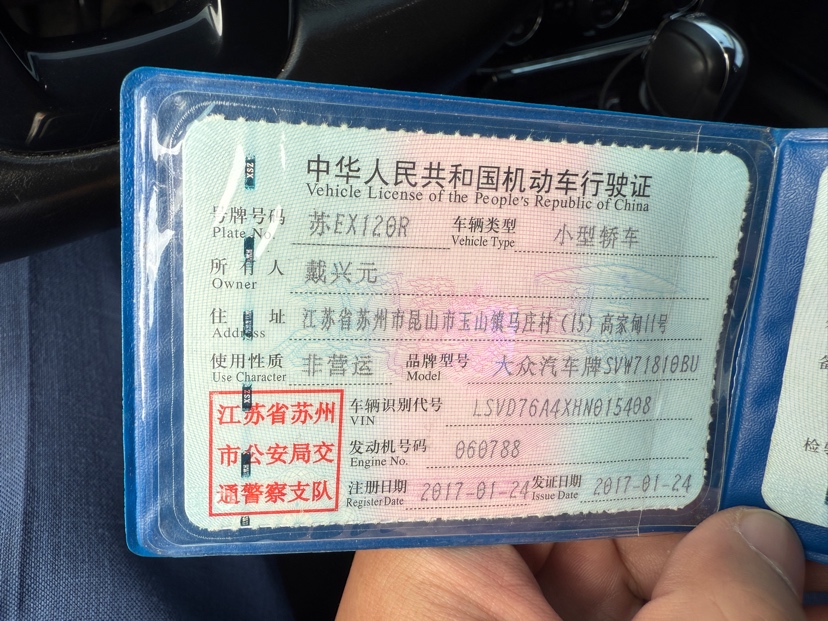 中华人民共和国机动车行驶证
Vehicle License of the People's Republic of China
号牌号码 苏EX120R 车辆类型 小型轿车
Plate No. Vehicle Type
所有人 戴兴元
Owner
住址 江苏省苏州市昆山市玉山镇马庄村(15)高家甸11号
Address
使用性质 非营运 品牌型号 大众汽车牌SVW71810BU
Use Character Model
江苏省苏州 车辆识别代号 LSVD76A4XHN015408
VIN
市公安局交 发动机号码 060788
Engine No.
通警察支队 注册日期 2017-01-24 发证日期 2017-01-24
Register Date Issue Date
检验